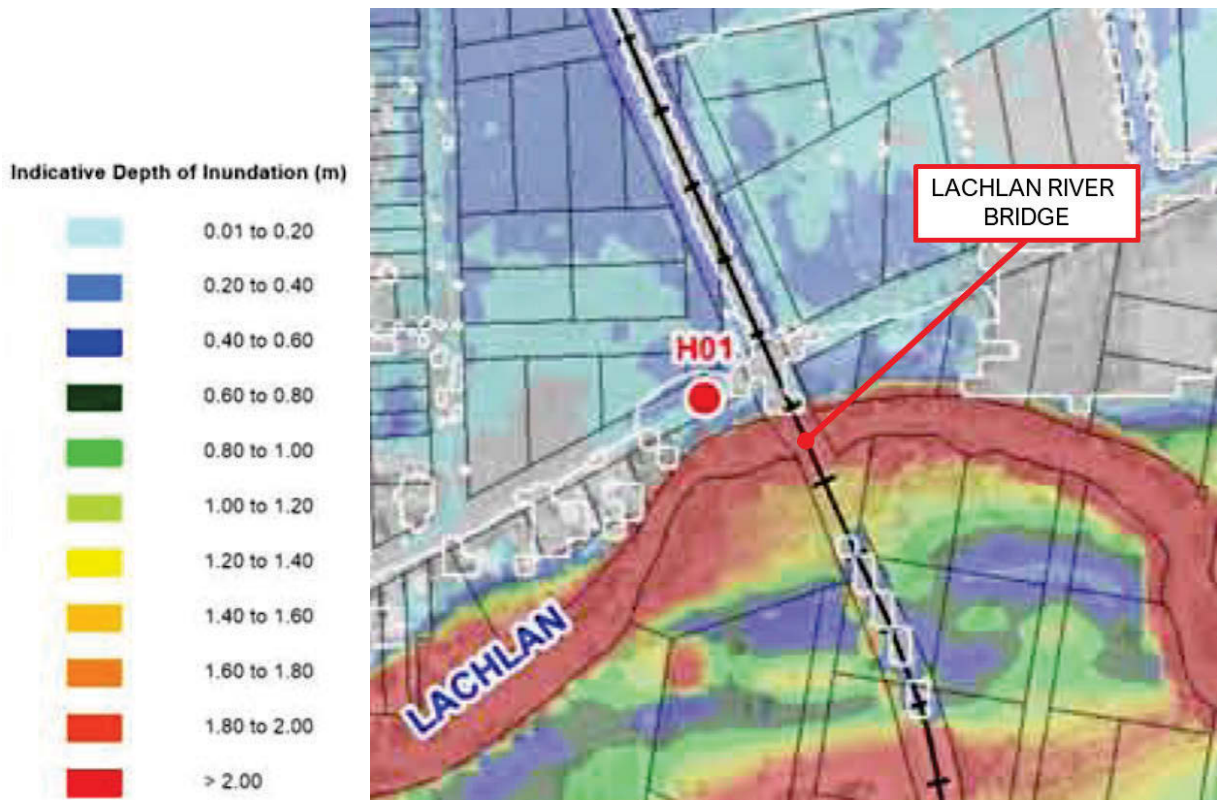 Indicative Depth of Inundation (m)
0.01 to 0.20
0.20 to 0.40
0.40 to 0.60
0.60 to 0.80
0.80 to 1.00
1.00 to 1.20
1.20 to 1.40
1.40 to 1.60
1.60 to 1.80
1.80 to 2.00
> 2.00
LACHLAN RIVER
BRIDGE
H01
LACHLAN